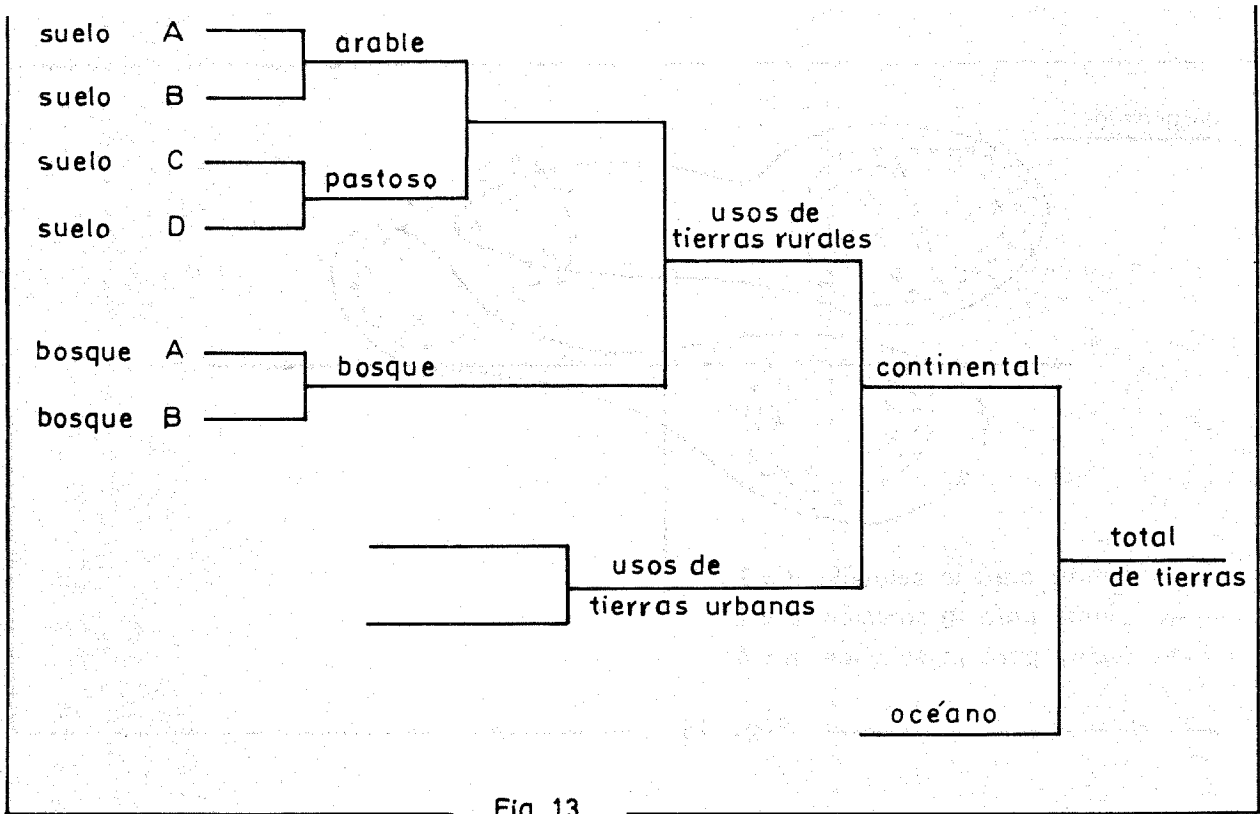 suelo A
arable
suelo B
suelo C
pastoso
suelo D
usos de
tierras rurales
bosque A
bosque
continental
bosque B
total
de tierras
usos de
tierras urbanas
océano
Fig. 13